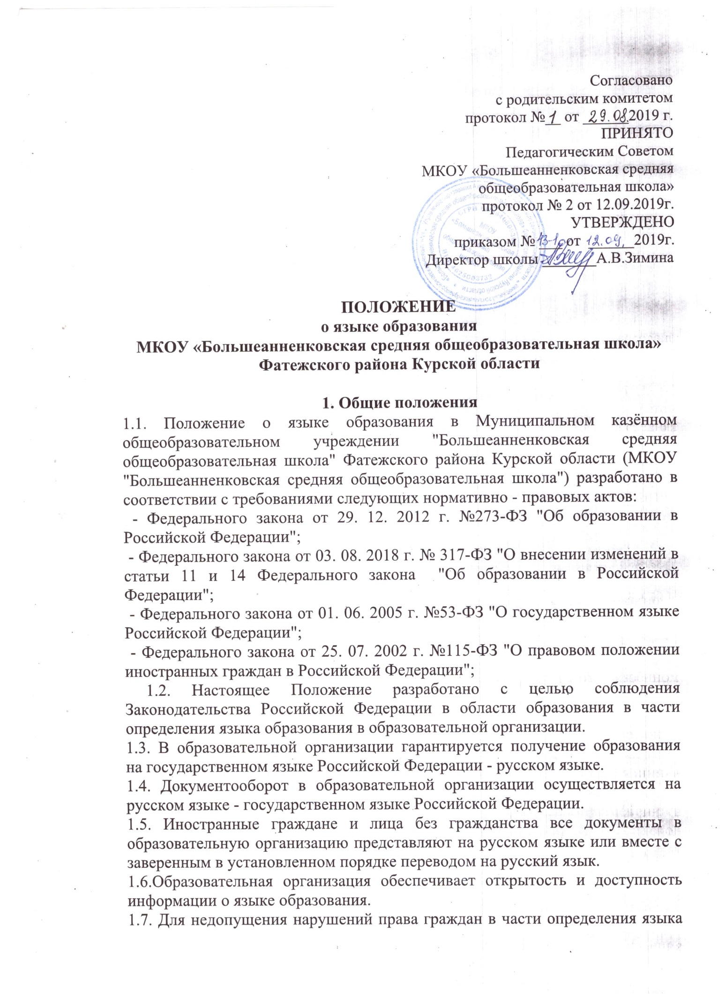 Согласовано
с родительским комитетом
протокол № 1 от 29.08.2019 г.
ПРИНЯТО
Педагогическим Советом
МКОУ «Большеанненковская средняя
общеобразовательная школа»
протокол № 2 от 12.09.2019г.
УТВЕРЖДЕНО
приказом № от 12.09. 2019г.
Директор школы А.В.Зимина
ПОЛОЖЕНИЕ
о языке образования
МКОУ «Большеанненковская средняя общеобразовательная школа»
Фатежского района Курской области
1. Общие положения
1.1. Положение о языке образования в Муниципальном казённом
общеобразовательном учреждении "Большеанненковская средняя
общеобразовательная школа" Фатежского района Курской области (МКОУ
"Большеанненковская средняя общеобразовательная школа") разработано в
соответствии с требованиями следующих нормативно - правовых актов:
- Федерального закона от 29. 12. 2012 г. №273-ФЗ "Об образовании в
Российской Федерации";
- Федерального закона от 03. 08. 2018 г. № 317-ФЗ "О внесении изменений в
статьи 11 и 14 Федерального закона "Об образовании в Российской
Федерации";
- Федерального закона от 01. 06. 2005 г. №53-ФЗ "О государственном языке
Российской Федерации";
- Федерального закона от 25. 07. 2002 г. №115-ФЗ "О правовом положении
иностранных граждан в Российской Федерации";
1.2. Настоящее Положение разработано с целью соблюдения
Законодательства Российской Федерации в области образования в части
определения языка образования в образовательной организации.
1.3. В образовательной организации гарантируется получение образования
на государственном языке Российской Федерации - русском языке.
1.4. Документооборот в образовательной организации осуществляется на
русском языке - государственном языке Российской Федерации.
1.5. Иностранные граждане и лица без гражданства все документы в
образовательную организацию представляют на русском языке или вместе с
заверенным в установленном порядке переводом на русский язык.
1.6.Образовательная организация обеспечивает открытость и доступность
информации о языке образования.
1.7. Для недопущения нарушений права граждан в части определения языка